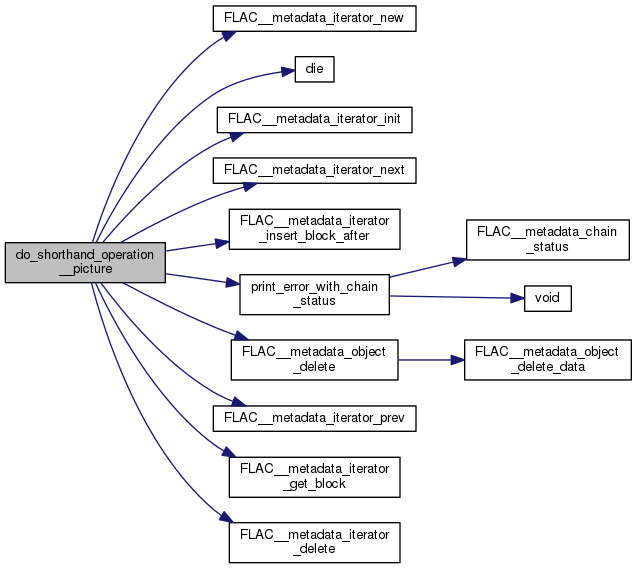 FLAC__metadata_iterator_new
die
FLAC__metadata_iterator_init
FLAC__metadata_iterator_next
FLAC__metadata_iterator
_insert_block_after
FLAC__metadata_chain
_status
do_shorthand_operation
__picture
print_error_with_chain
_status
void
FLAC__metadata_object
_delete
FLAC__metadata_object
_delete_data
FLAC__metadata_iterator_prev
FLAC__metadata_iterator
_get_block
FLAC__metadata_iterator
_delete